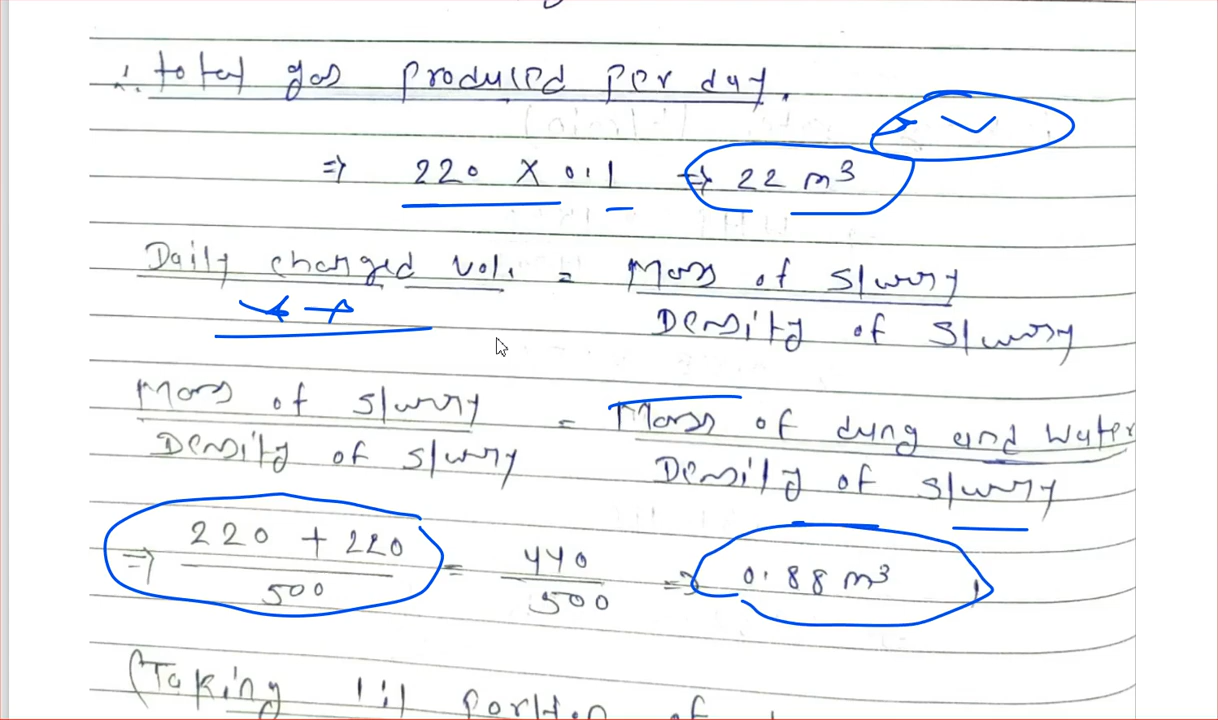 ∴ total gas produced per day.
⇒ 220 X 0.1 ⇒ 22 m³
Daily charged vol. = Mass of Slurry / Density of Slurry
Mass of Slurry / Density of Slurry = Mass of dung and Water / Density of Slurry
⇒ 220 + 220 / 500 = 440 / 500 ⇒ 0.88 m³
(Taking 1:1 portion of